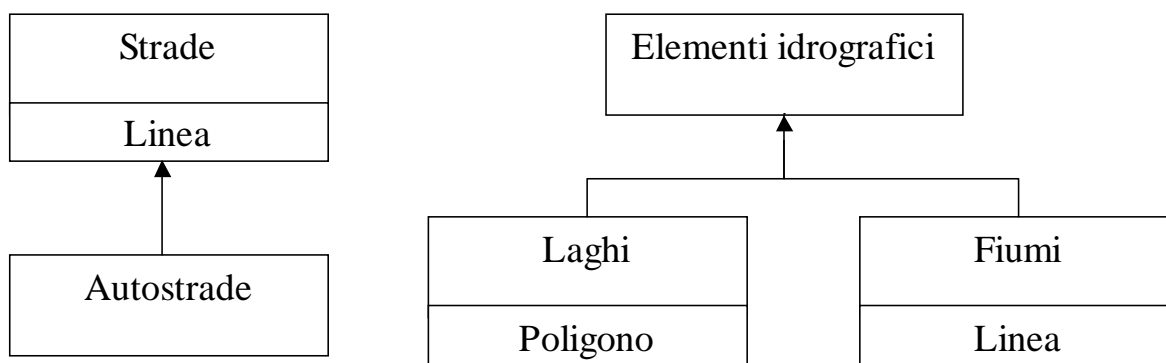 Strade
Linea
Autostrade
Elementi idrografici
Laghi
Poligono
Fiumi
Linea